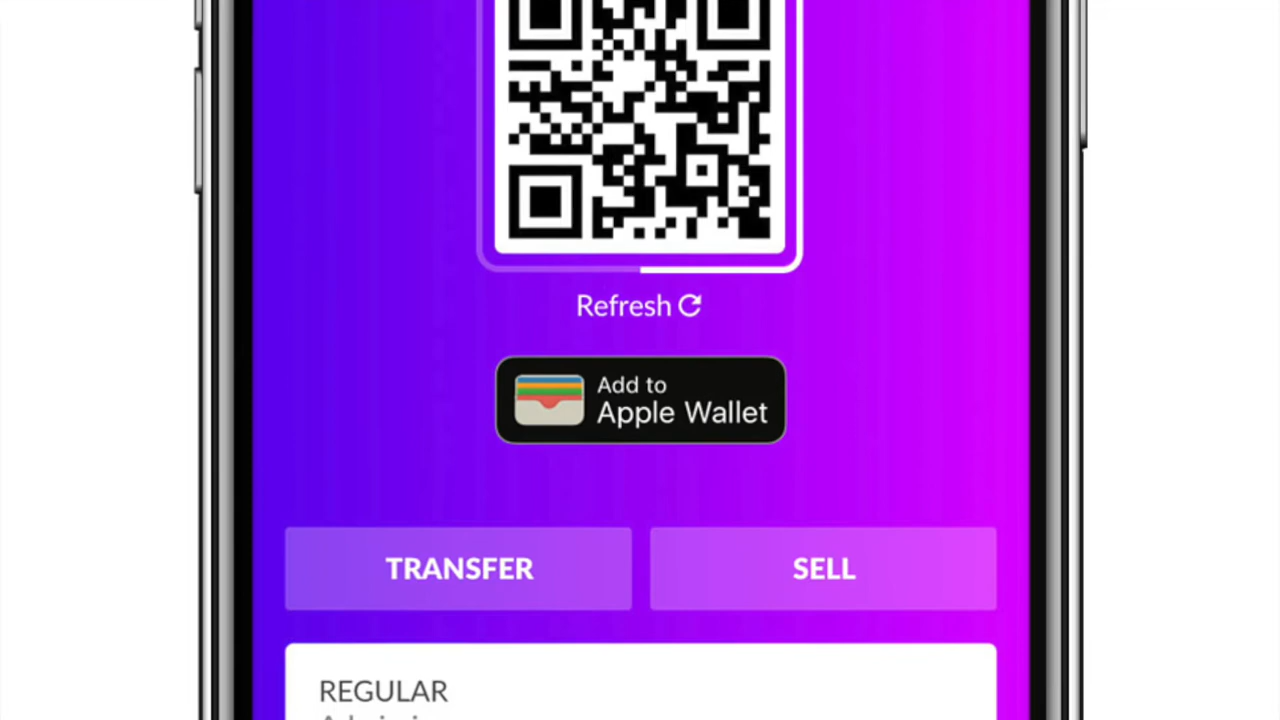 Refresh
Add to
Apple Wallet
TRANSFER
SELL
REGULAR